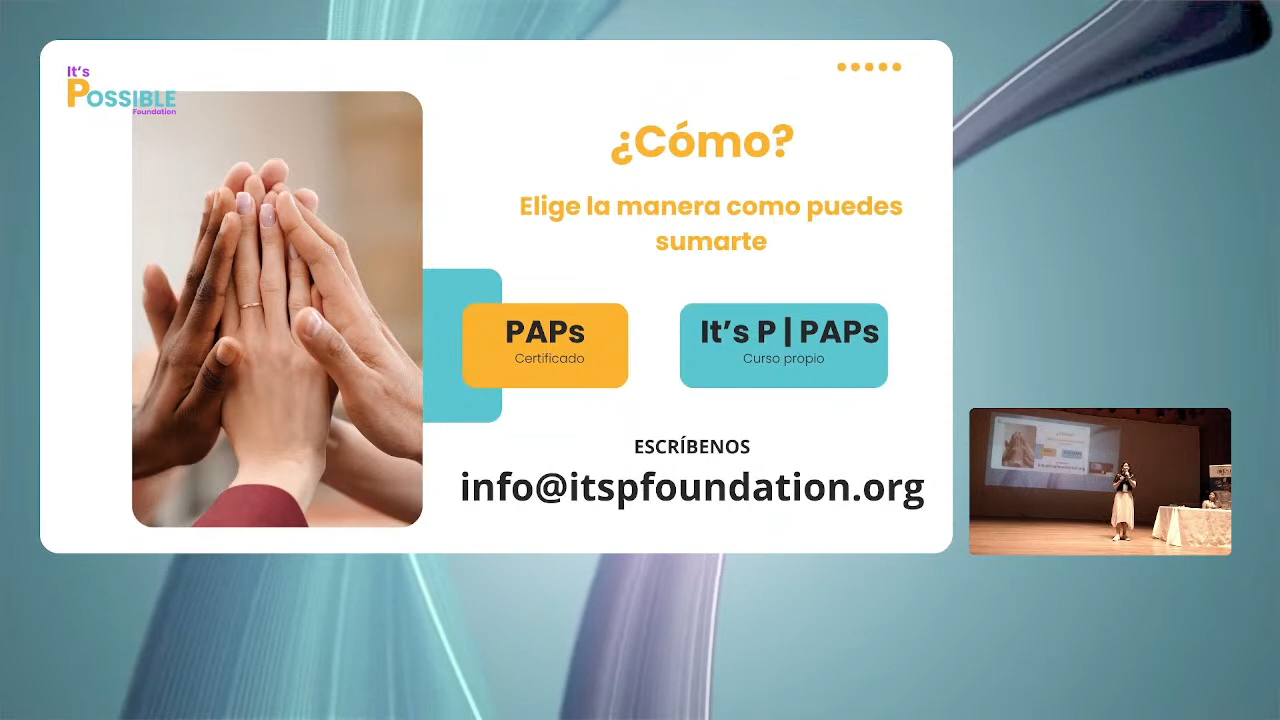 It's
POSSIBLE
Foundation
¿Cómo?
Elige la manera como puedes
sumarte
PAPs
Certificado
It's P | PAPs
Curso propio
ESCRÍBENOS
info@itspfoundation.org